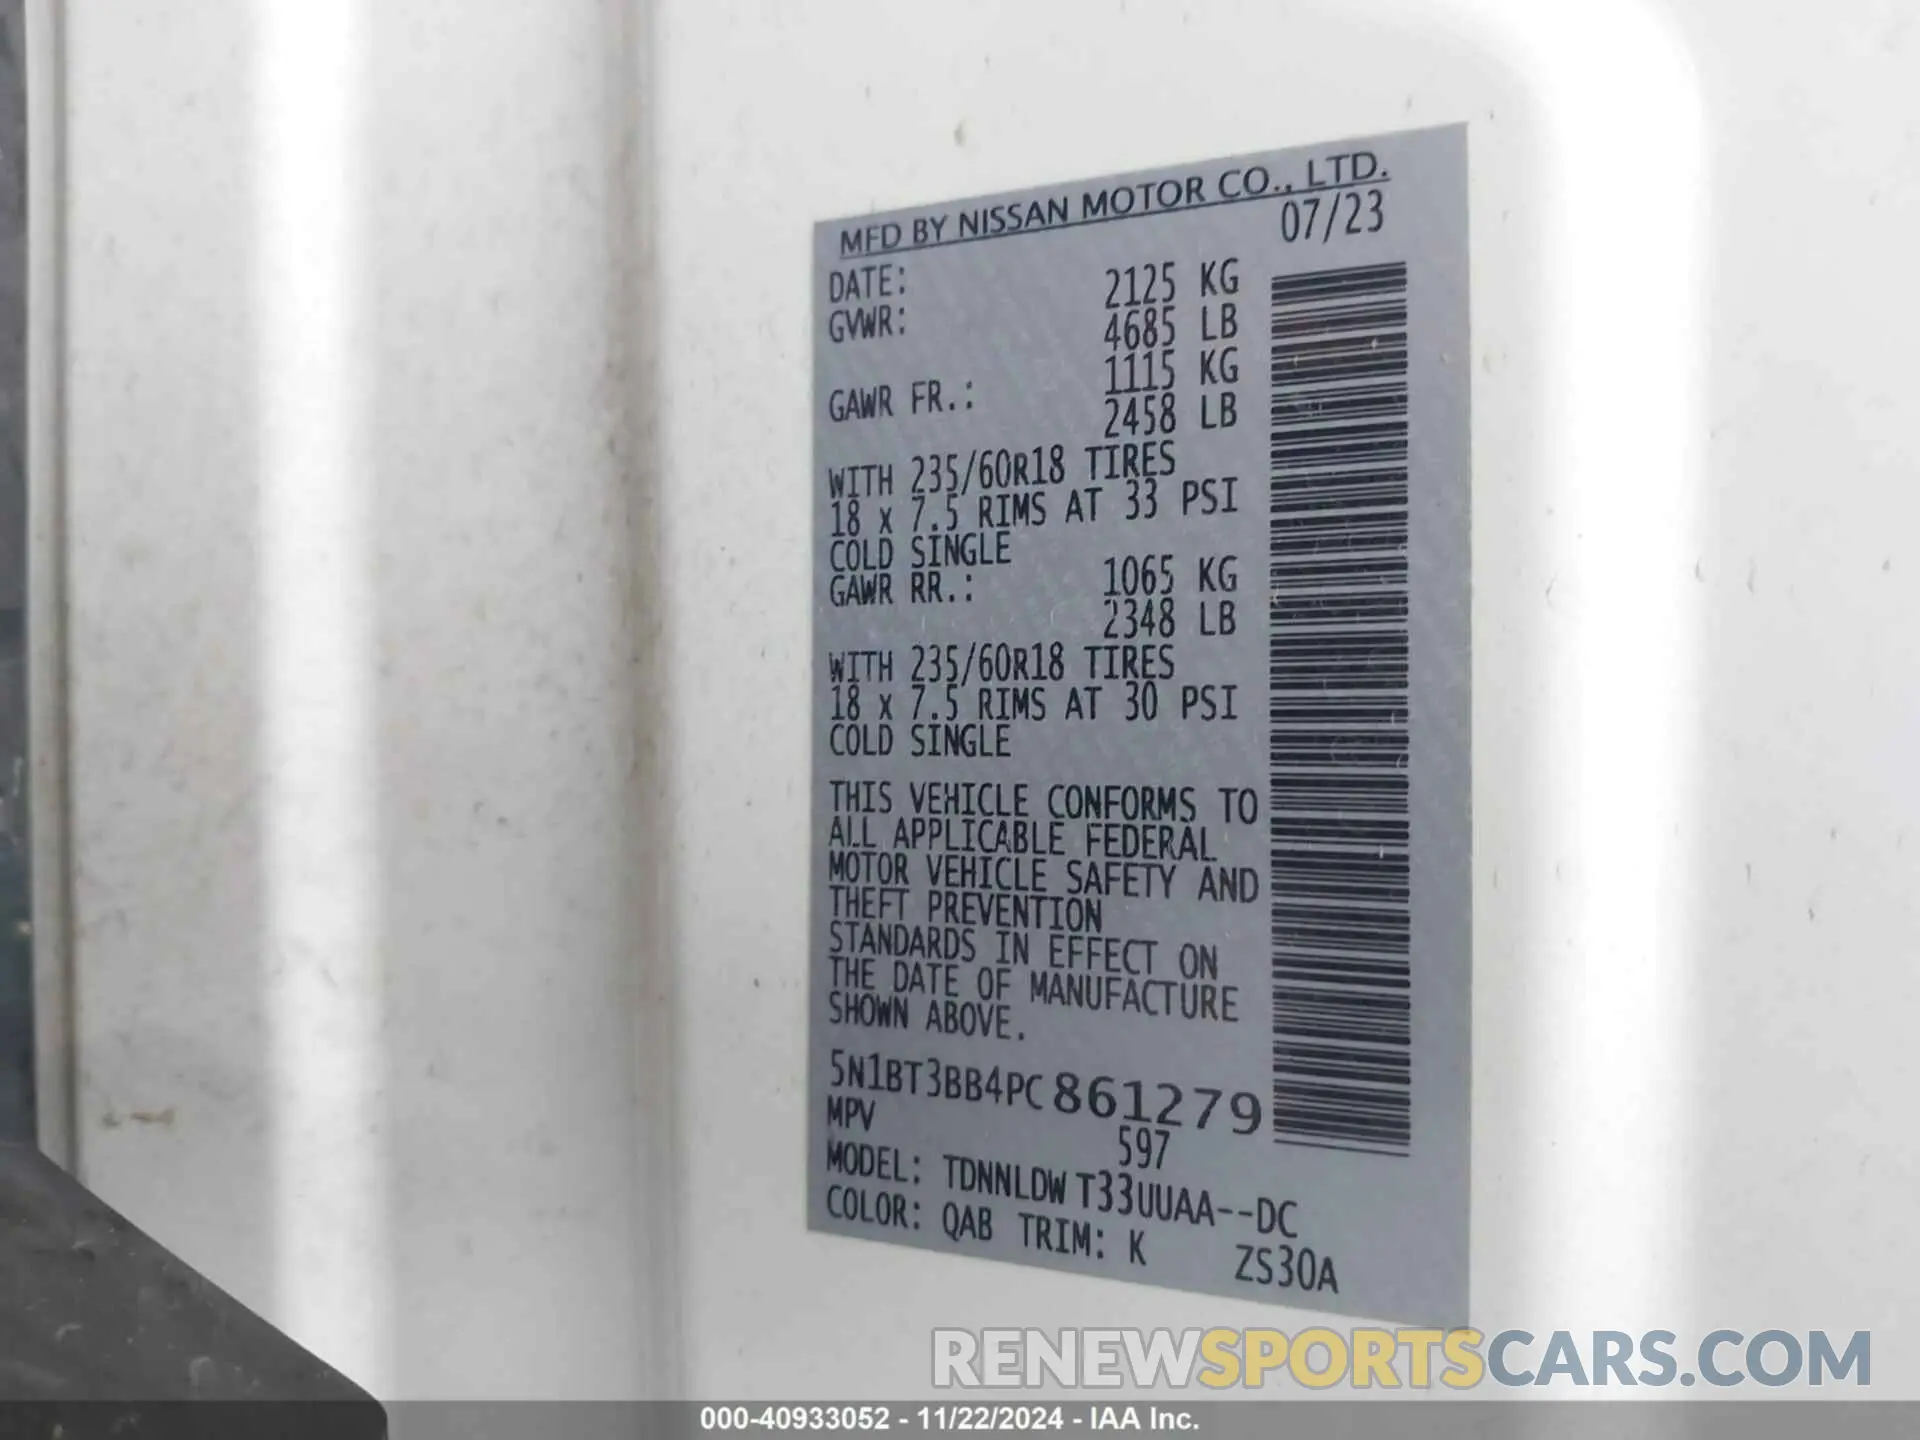 MFD BY NISSAN MOTOR CO., LTD.
DATE: 07/23
GVWR: 2125 KG
4685 LB
GAWR FR.: 1115 KG
2458 LB
WITH 235/60R18 TIRES
18 x 7.5 RIMS AT 33 PSI
COLD SINGLE
GAWR RR.: 1065 KG
2348 LB
WITH 235/60R18 TIRES
18 x 7.5 RIMS AT 30 PSI
COLD SINGLE
THIS VEHICLE CONFORMS TO
ALL APPLICABLE FEDERAL
MOTOR VEHICLE SAFETY AND
THEFT PREVENTION
STANDARDS IN EFFECT ON
THE DATE OF MANUFACTURE
SHOWN ABOVE.
5N1BT3BB4PC861279
MPV 597
MODEL: TDNNLDW T33UUAA--DC
COLOR: QAB TRIM: K ZS30A
RENEWSPORTSCARS.COM
000-40933052 - 11/22/2024 - IAA Inc.